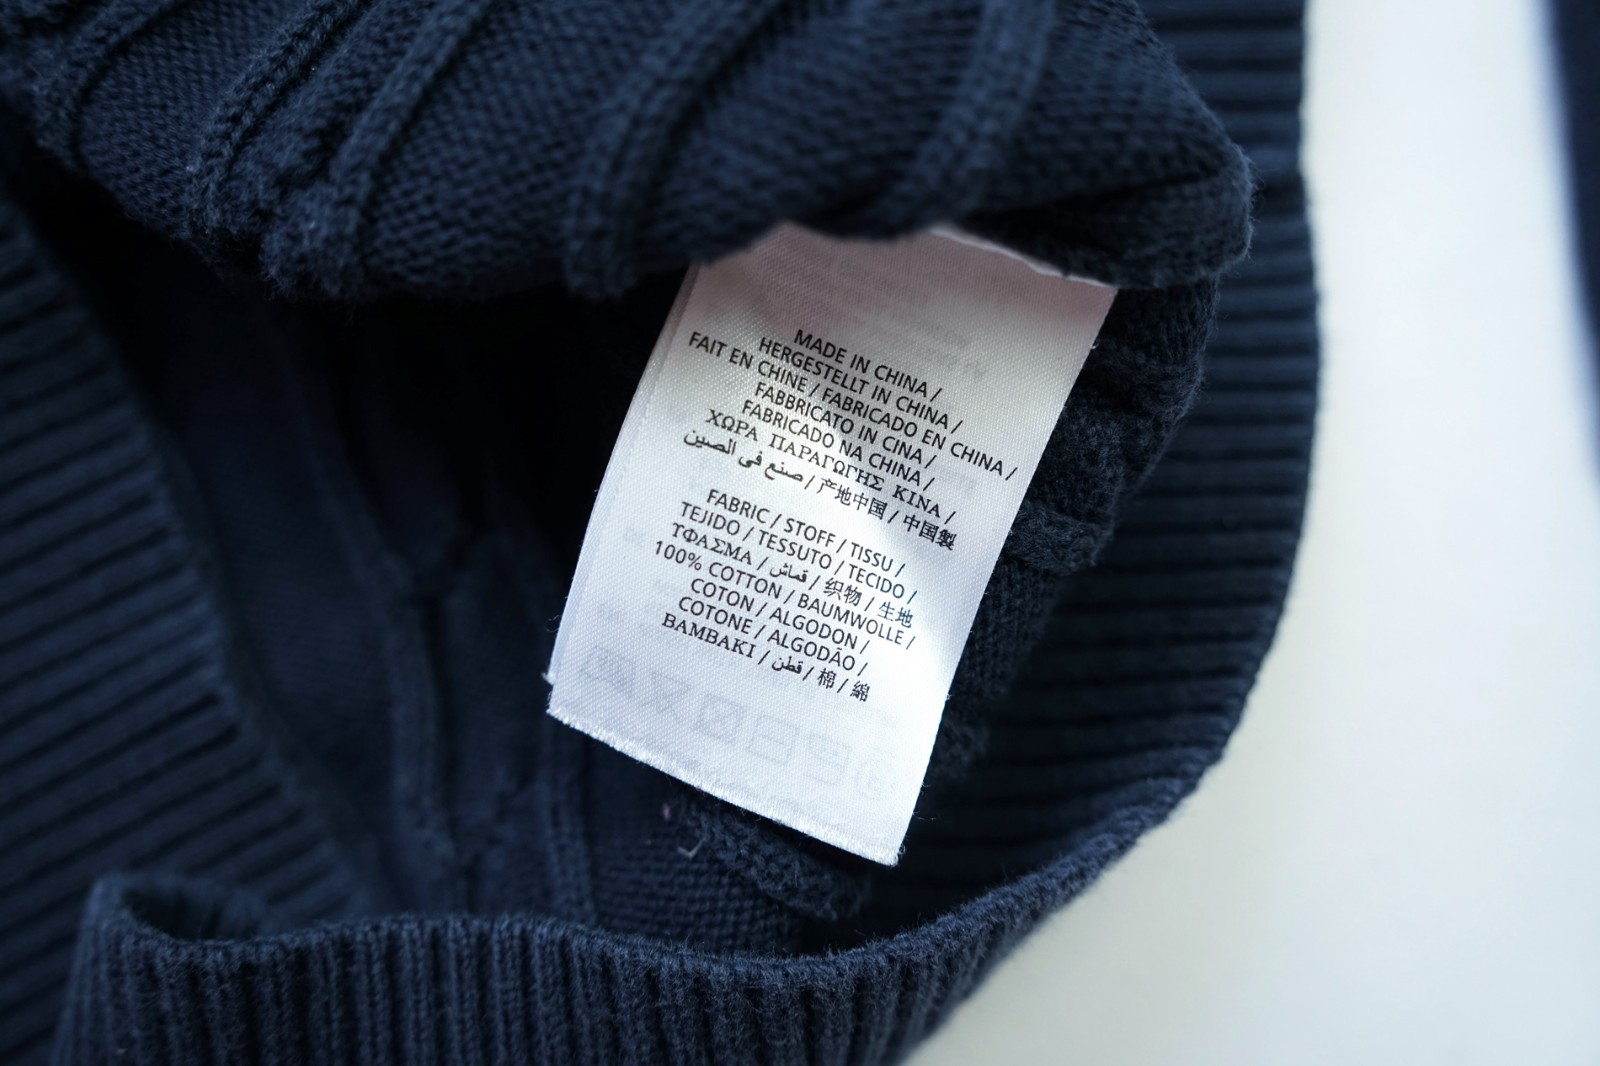 MADE IN CHINA /
HERGESTELLT IN CHINA /
FAIT EN CHINE / FABRICADO EN CHINA /
FABBRICATO IN CINA /
FABRICADO NA CHINA /
ΧΩΡΑ ΠΑΡΑΓΩΓΗΣ ΚΙΝΑ /
صنع في الصين / 产地中国 / 中国製
FABRIC / STOFF / TISSU /
TEJIDO / TESSUTO / TECIDO /
ΤΦΑΣΜΑ / قماش / 织物 / 生地
100% COTTON / BAUMWOLLE /
COTON / ALGODON /
COTONE / ALGODÃO /
BAMBAKI / قطن / 棉 / 綿